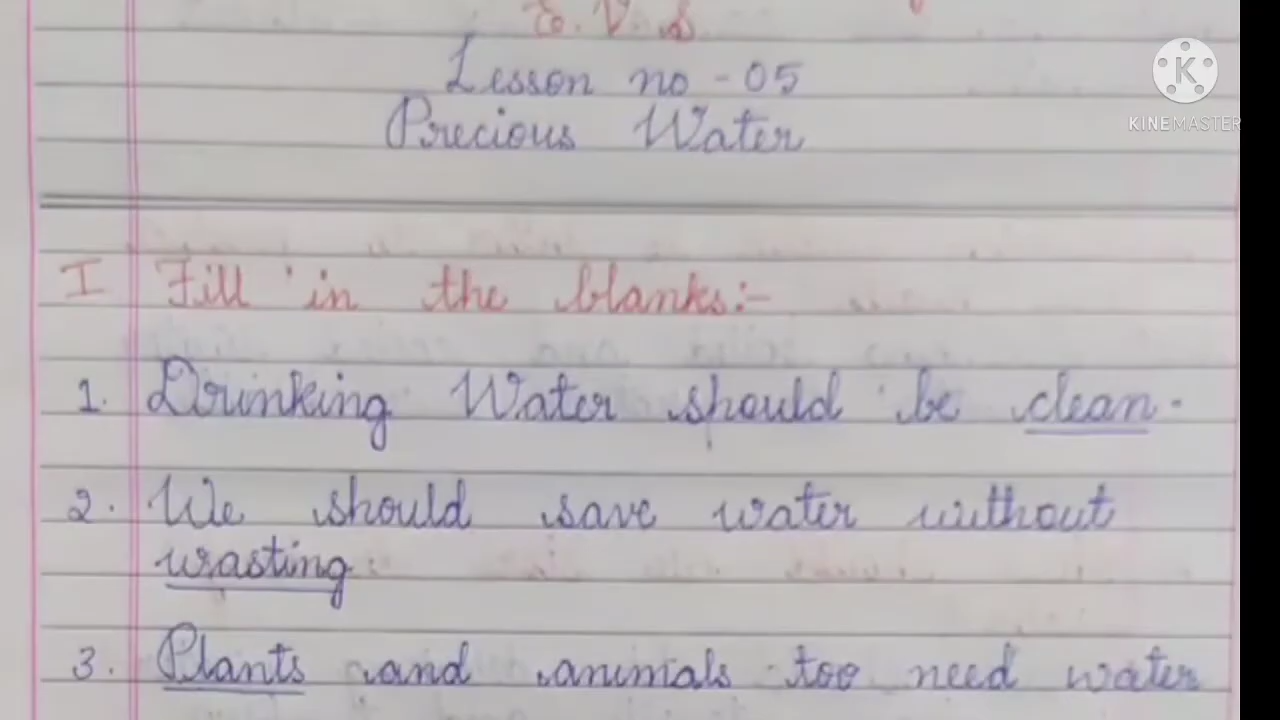 E.V.S
Lesson no - 05
Precious Water
I Fill in the blanks:-
1. Drinking Water should be clean.
2. We should save water without
wasting.
3. Plants and animals too need water
KINEMASTER